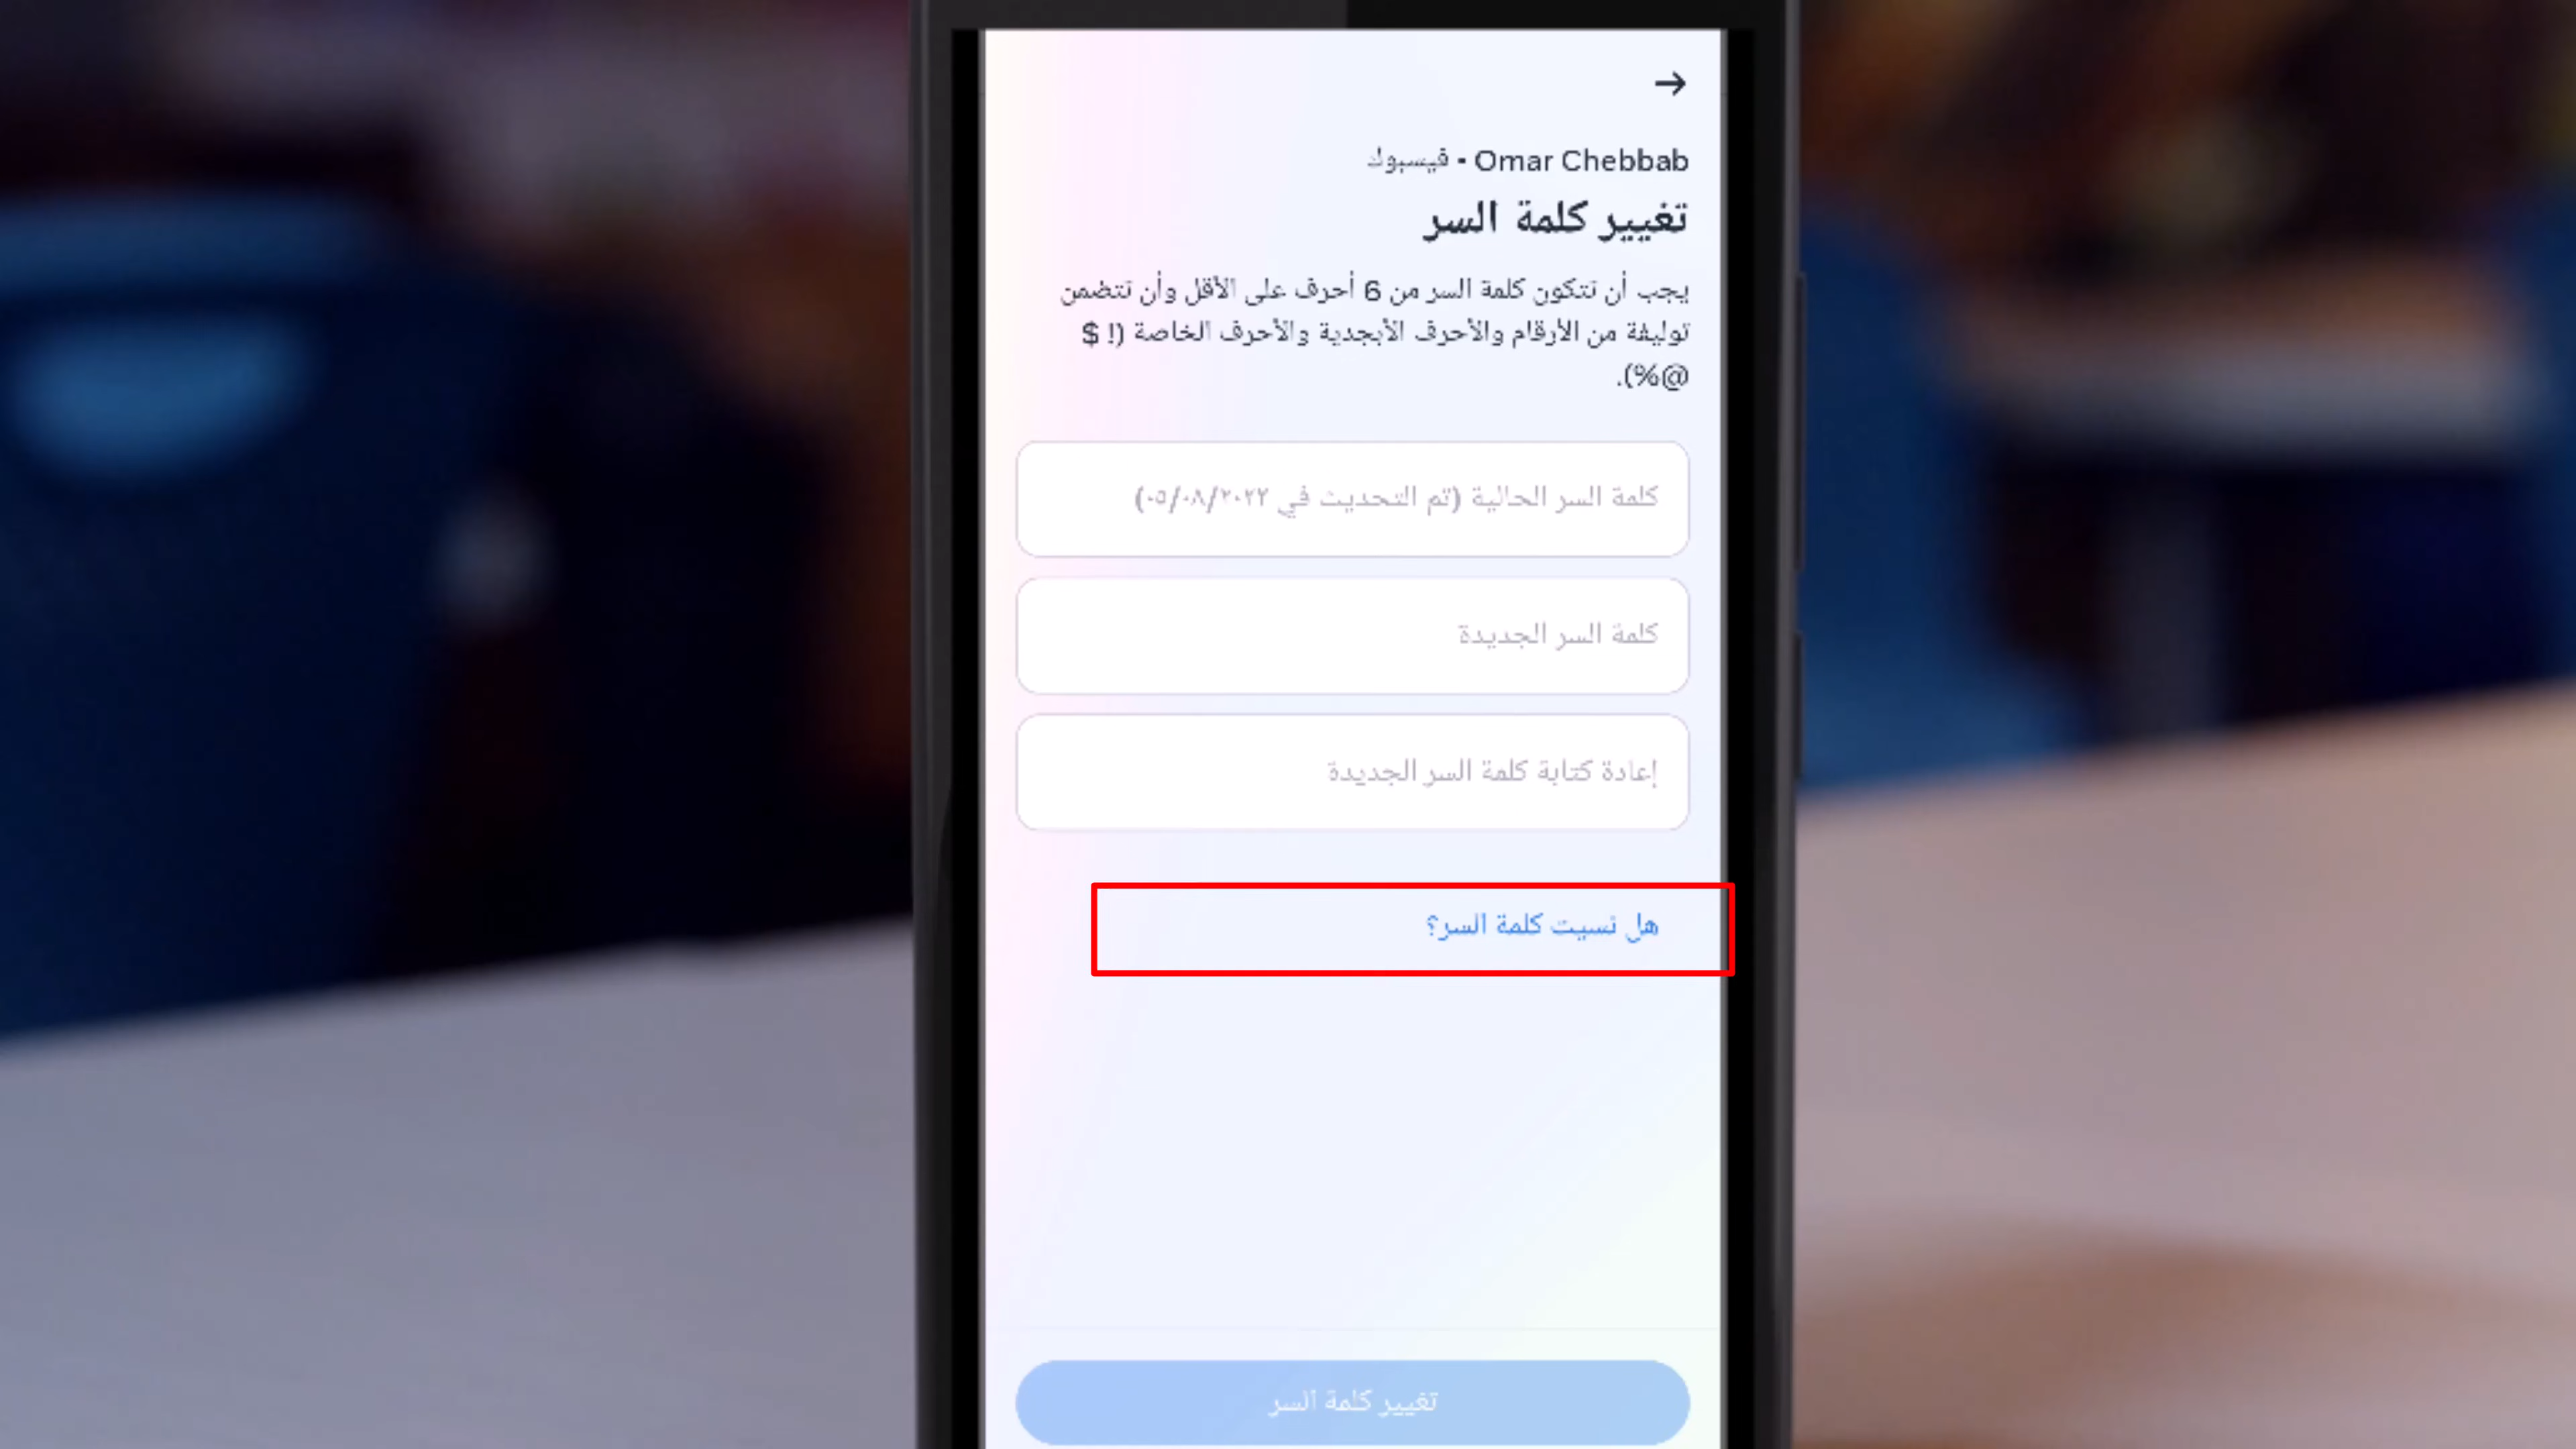 Omar Chebbab • فيسبوك
تغيير كلمة السر
يجب أن تتكون كلمة السر من 6 أحرف على الأقل وأن تتضمن
توليفة من الأرقام والأحرف الأبجدية والأحرف الخاصة (! $
@%).
كلمة السر الحالية (تم التحديث في ٠٥/٠٨/٢٠٢٢)
كلمة السر الجديدة
إعادة كتابة كلمة السر الجديدة
هل نسيت كلمة السر؟
تغيير كلمة السر